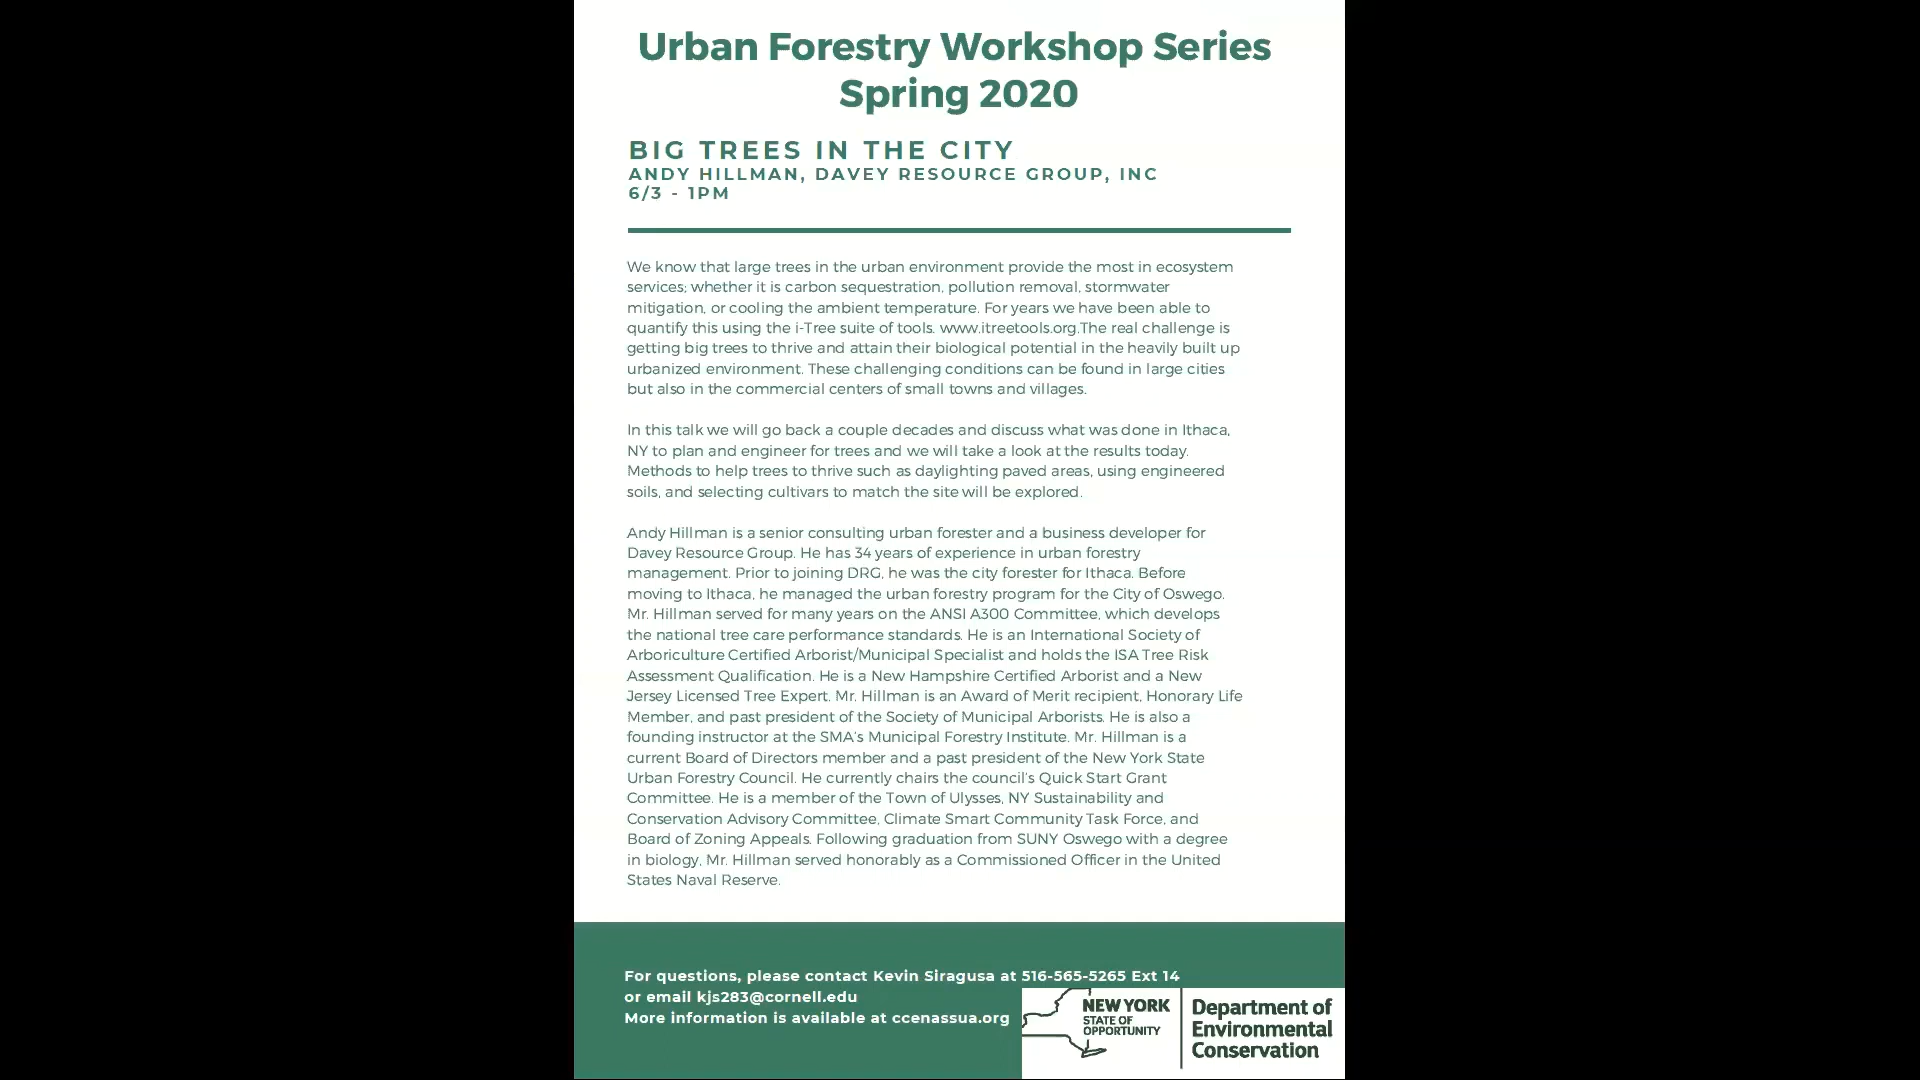 Urban Forestry Workshop Series
Spring 2020
BIG TREES IN THE CITY
ANDY HILLMAN, DAVEY RESOURCE GROUP, INC
6/3 - 1PM
We know that large trees in the urban environment provide the most in ecosystem
services; whether it is carbon sequestration, pollution removal, stormwater
mitigation, or cooling the ambient temperature. For years we have been able to
quantify this using the i-Tree suite of tools. www.itreetools.org.The real challenge is
getting big trees to thrive and attain their biological potential in the heavily built up
urbanized environment. These challenging conditions can be found in large cities
but also in the commercial centers of small towns and villages.
In this talk we will go back a couple decades and discuss what was done in Ithaca,
NY to plan and engineer for trees and we will take a look at the results today.
Methods to help trees to thrive such as daylighting paved areas, using engineered
soils, and selecting cultivars to match the site will be explored.
Andy Hillman is a senior consulting urban forester and a business developer for
Davey Resource Group. He has 34 years of experience in urban forestry
management. Prior to joining DRG, he was the city forester for Ithaca. Before
moving to Ithaca, he managed the urban forestry program for the City of Oswego.
Mr. Hillman served for many years on the ANSI A300 Committee, which develops
the national tree care performance standards. He is an International Society of
Arboriculture Certified Arborist/Municipal Specialist and holds the ISA Tree Risk
Assessment Qualification. He is a New Hampshire Certified Arborist and a New
Jersey Licensed Tree Expert. Mr. Hillman is an Award of Merit recipient, Honorary Life
Member, and past president of the Society of Municipal Arborists. He is also a
founding instructor at the SMA's Municipal Forestry Institute. Mr. Hillman is a
current Board of Directors member and a past president of the New York State
Urban Forestry Council. He currently chairs the council's Quick Start Grant
Committee. He is a member of the Town of Ulysses, NY Sustainability and
Conservation Advisory Committee, Climate Smart Community Task Force, and
Board of Zoning Appeals. Following graduation from SUNY Oswego with a degree
in biology, Mr. Hillman served honorably as a Commissioned Officer in the United
States Naval Reserve.
For questions, please contact Kevin Siragusa at 516-565-5265 Ext 14
or email kjs283@cornell.edu
More information is available at ccenassua.org
NEW YORK
STATE OF
OPPORTUNITY
Department of
Environmental
Conservation